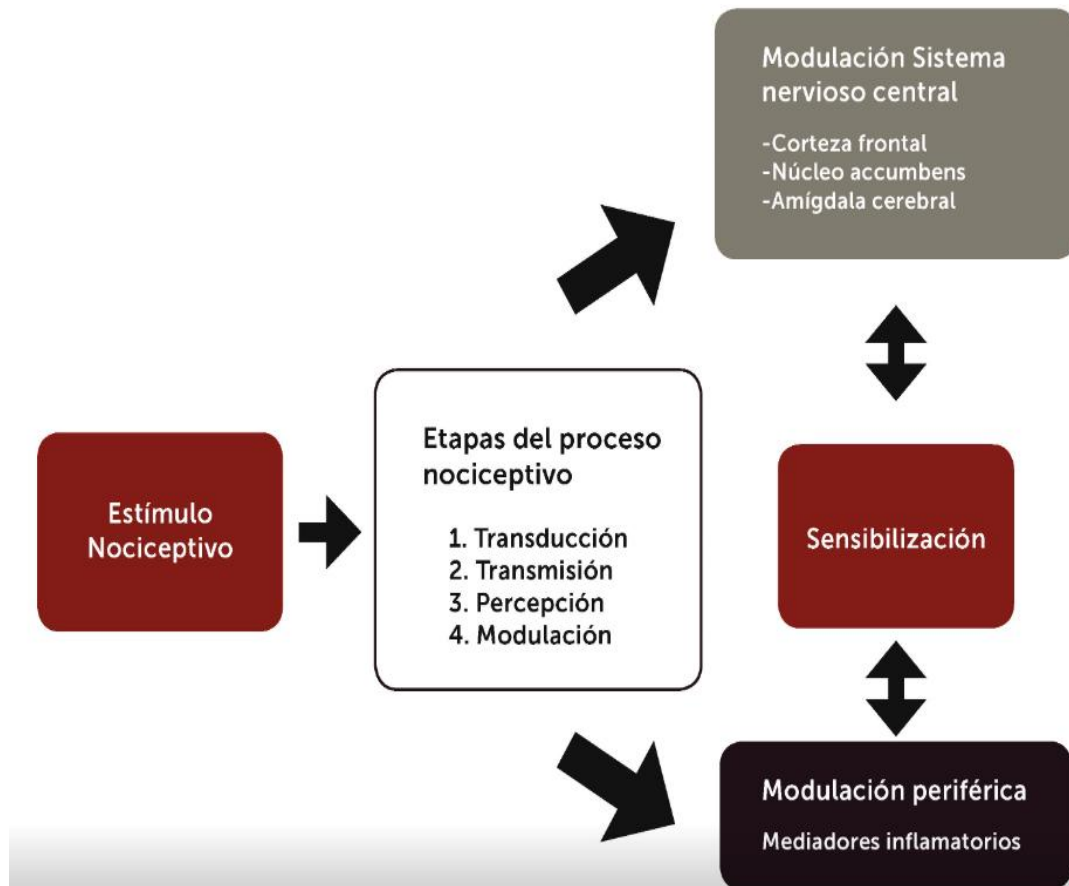 Modulación Sistema
nervioso central
-Corteza frontal
-Núcleo accumbens
-Amígdala cerebral
Estímulo
Nociceptivo
Etapas del proceso
nociceptivo
1. Transducción
2. Transmisión
3. Percepción
4. Modulación
Sensibilización
Modulación periférica
Mediadores inflamatorios